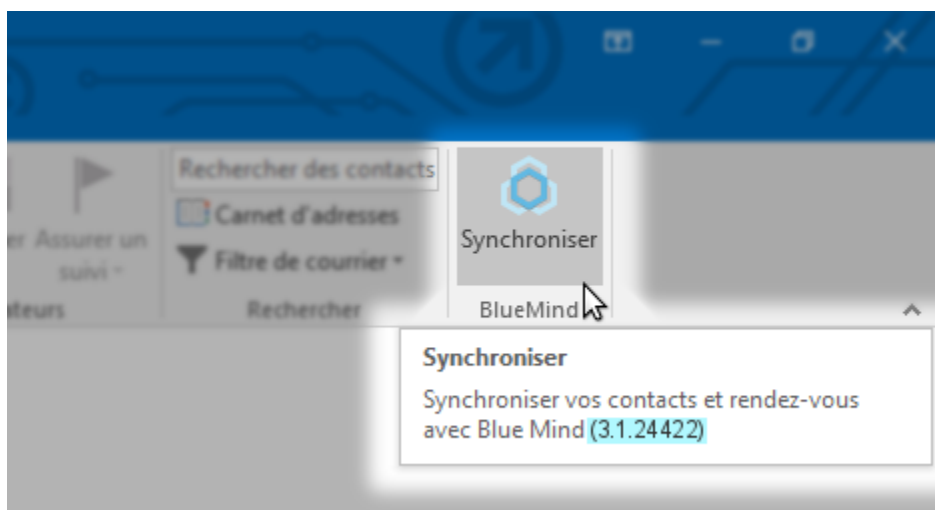 Rechercher des contacts
Carnet d'adresses
er Assurer un
suivi
Filtre de courrier
ateurs
Rechercher
Synchroniser
BlueMind
Synchroniser
Synchroniser vos contacts et rendez-vous
avec Blue Mind (3.1.24422)